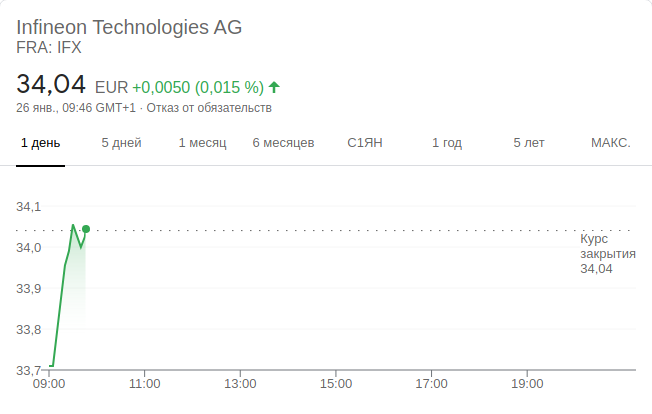 Infineon Technologies AG
FRA: IFX
34,04 EUR +0,0050 (0,015 %)
26 янв., 09:46 GMT+1 · Отказ от обязательств
1 день 5 дней 1 месяц 6 месяцев С1ЯН 1 год 5 лет МАКС.
34,1
Курс
закрытия
34,04
34,0
33,9
33,8
33,7
09:00 11:00 13:00 15:00 17:00 19:00